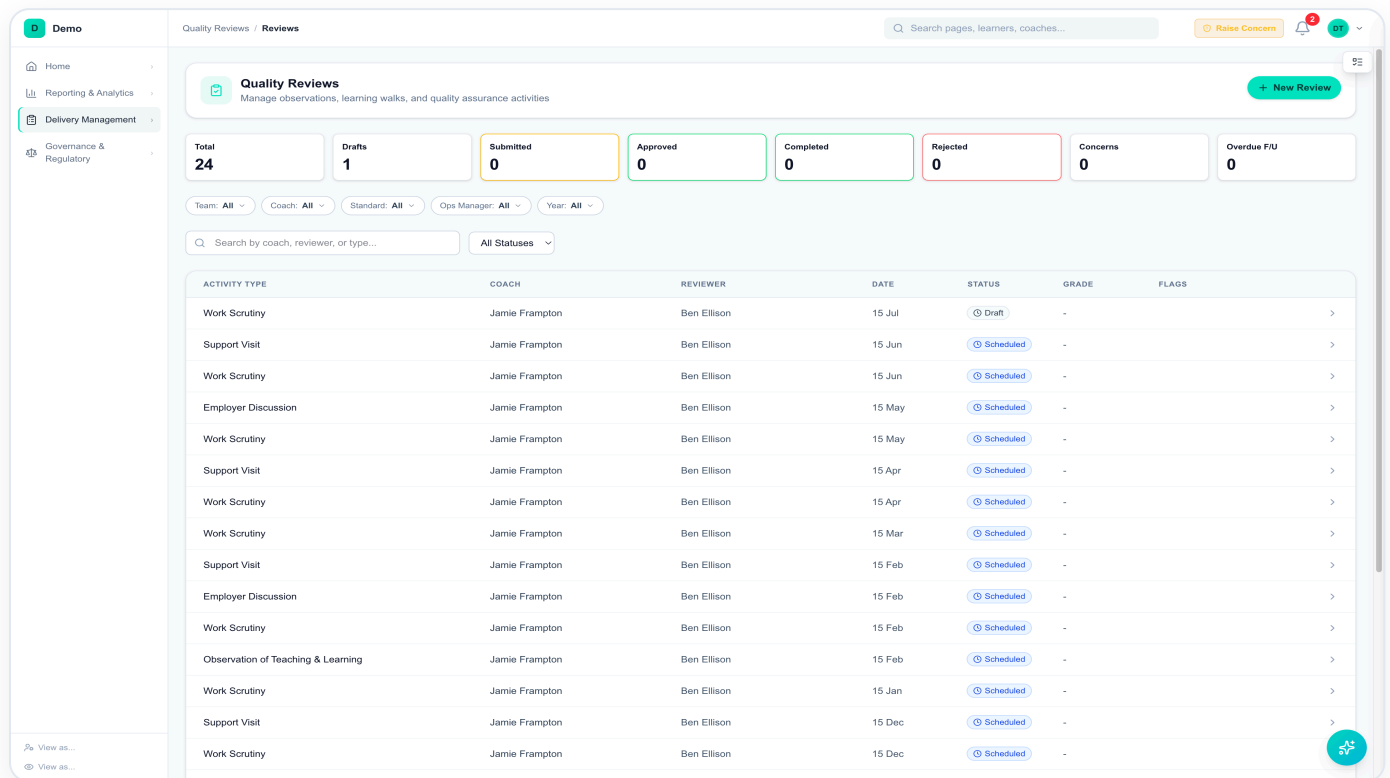 D Demo
Quality Reviews / Reviews
Search pages, learners, coaches...
Raise Concern
2
DT
Home
Reporting & Analytics
Delivery Management
Governance &
Regulatory
Quality Reviews
Manage observations, learning walks, and quality assurance activities
+ New Review
Total Drafts Submitted Approved Completed Rejected Concerns Overdue F/U
24 1 0 0 0 0 0 0
Team: All Coach: All Standard: All Ops Manager: All Year: All
Search by coach, reviewer, or type... All Statuses
ACTIVITY TYPE COACH REVIEWER DATE STATUS GRADE FLAGS
Work Scrutiny Jamie Frampton Ben Ellison 15 Jul Draft -
Support Visit Jamie Frampton Ben Ellison 15 Jun Scheduled -
Work Scrutiny Jamie Frampton Ben Ellison 15 Jun Scheduled -
Employer Discussion Jamie Frampton Ben Ellison 15 May Scheduled -
Work Scrutiny Jamie Frampton Ben Ellison 15 May Scheduled -
Support Visit Jamie Frampton Ben Ellison 15 Apr Scheduled -
Work Scrutiny Jamie Frampton Ben Ellison 15 Apr Scheduled -
Work Scrutiny Jamie Frampton Ben Ellison 15 Mar Scheduled -
Support Visit Jamie Frampton Ben Ellison 15 Feb Scheduled -
Employer Discussion Jamie Frampton Ben Ellison 15 Feb Scheduled -
Work Scrutiny Jamie Frampton Ben Ellison 15 Feb Scheduled -
Observation of Teaching & Learning Jamie Frampton Ben Ellison 15 Feb Scheduled -
Work Scrutiny Jamie Frampton Ben Ellison 15 Jan Scheduled -
Support Visit Jamie Frampton Ben Ellison 15 Dec Scheduled -
Work Scrutiny Jamie Frampton Ben Ellison 15 Dec Scheduled -
View as...
View as...